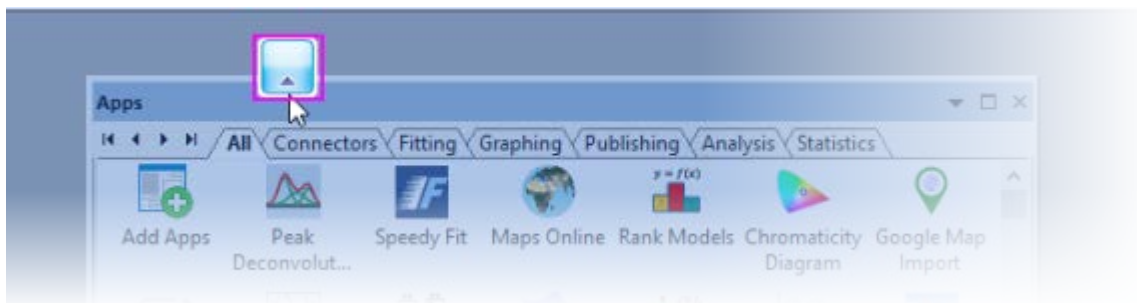 Apps
All Connectors Fitting Graphing Publishing Analysis Statistics
y = f(x)
Add Apps Peak Deconvolut... Speedy Fit Maps Online Rank Models Chromaticity Diagram Google Map Import